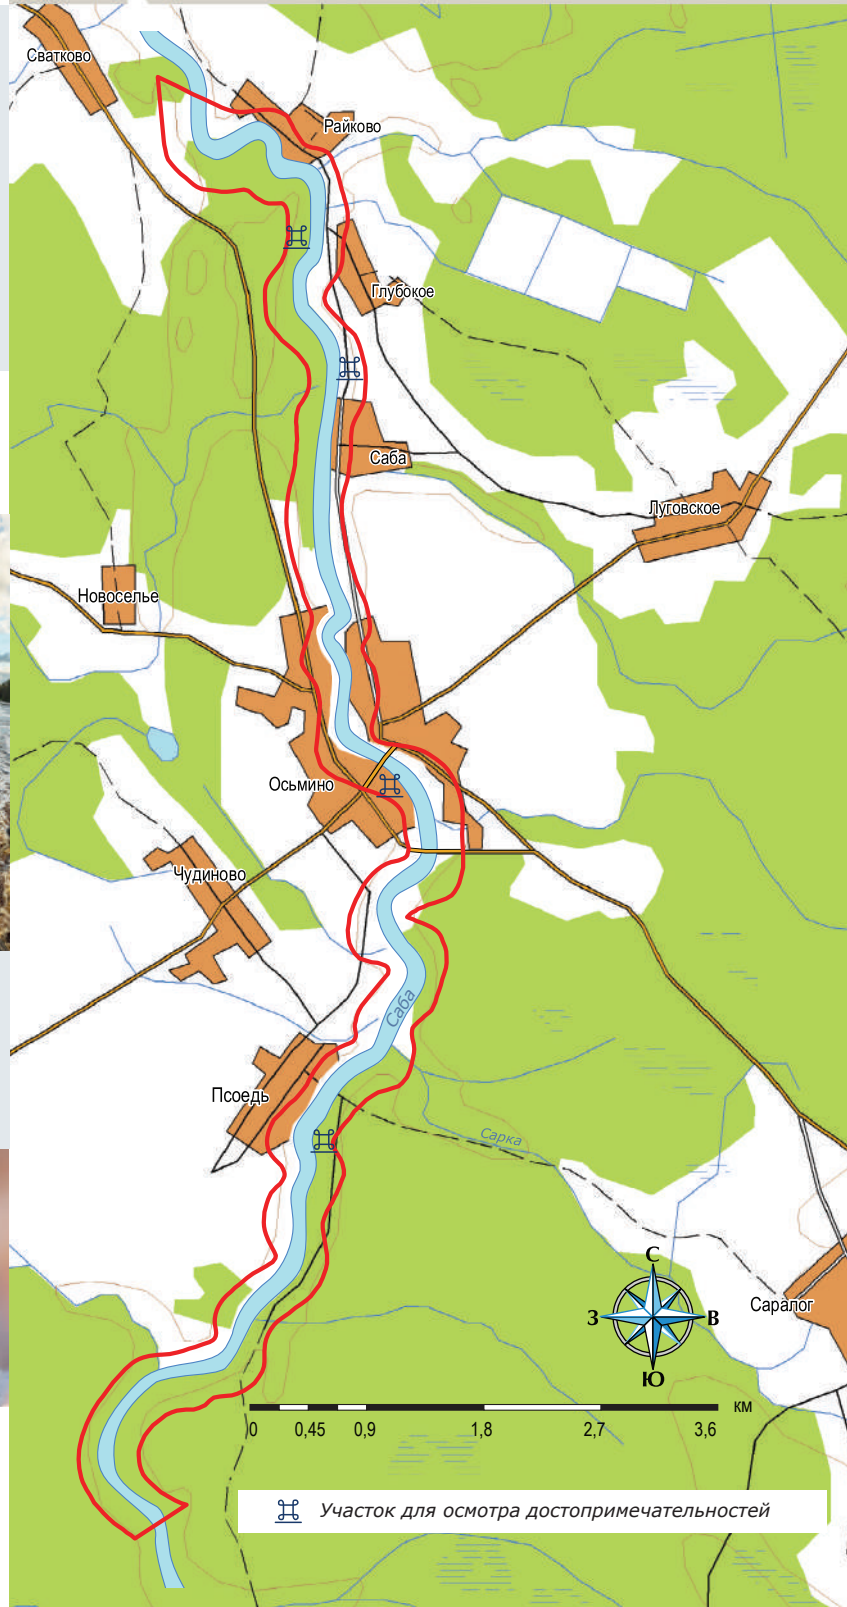 Сватково
Райково
Глубокое
Саба
Луговское
Новоселье
Осьмино
Чудиново
Саба
Псоедь
Сарка
С
З
В
Ю
Саралог
км
0 0,45 0,9 1,8 2,7 3,6
Участок для осмотра достопримечательностей